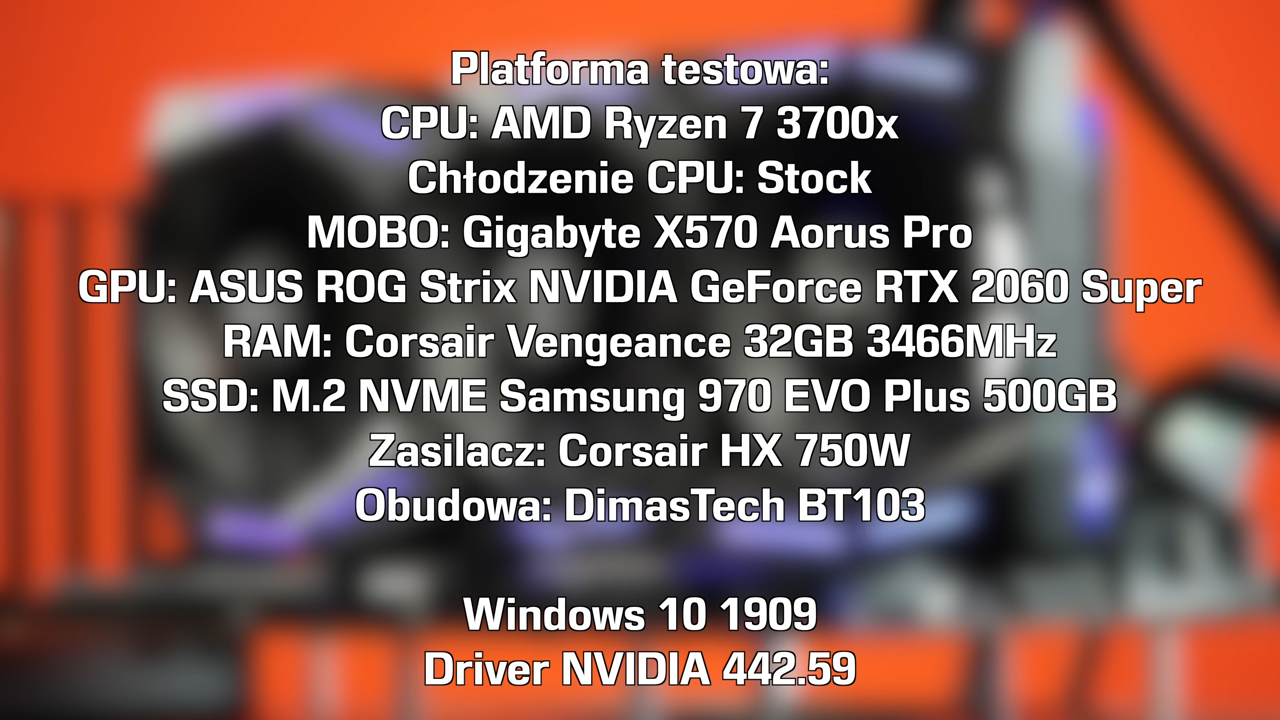 Platforma testowa:
CPU: AMD Ryzen 7 3700x
Chłodzenie CPU: Stock
MOBO: Gigabyte X570 Aorus Pro
GPU: ASUS ROG Strix NVIDIA GeForce RTX 2060 Super
RAM: Corsair Vengeance 32GB 3466MHz
SSD: M.2 NVME Samsung 970 EVO Plus 500GB
Zasilacz: Corsair HX 750W
Obudowa: DimasTech BT103
Windows 10 1909
Driver NVIDIA 442.59